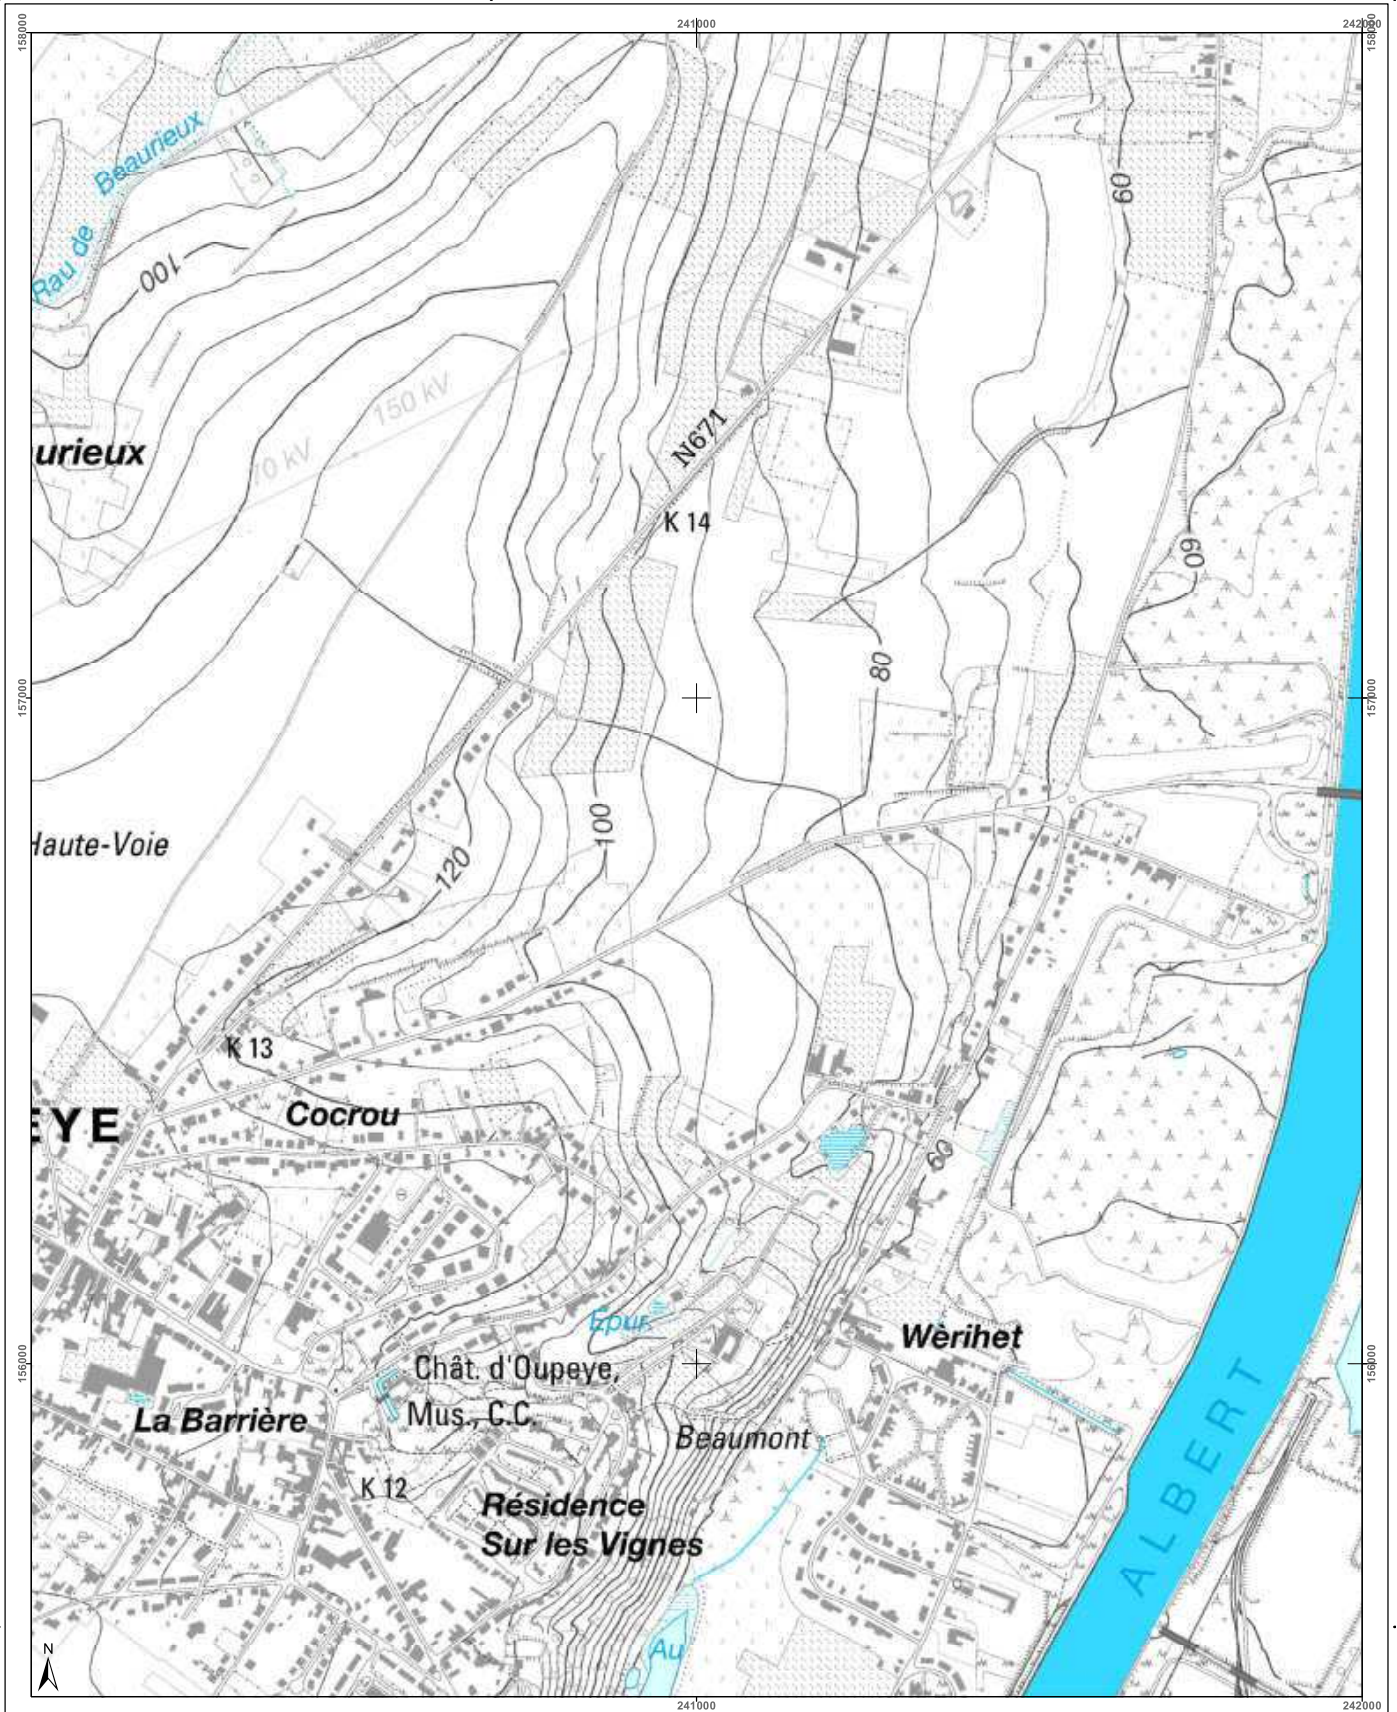 241000
242000
158000
158000
Rau de Beaurieux
60
100
150 kV
70 kV
urieux
N671
K 14
60
80
157000
157000
Haute-Voie
100
120
K 13
EYE
Cocrou
60
Epur.
Wérihet
156000
156000
Chât. d'Oupeye,
Mus., C.C.
La Barrière
Beaumont
K 12
Résidence
Sur les Vignes
ALBERT
Au
N
241000
242000